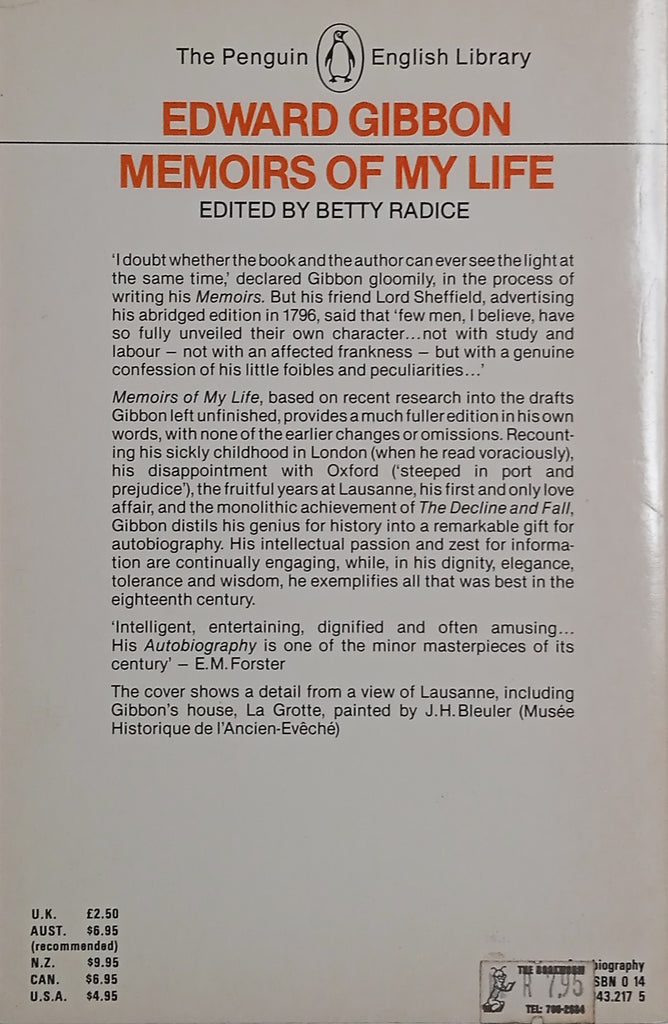 The Penguin English Library
EDWARD GIBBON
MEMOIRS OF MY LIFE
EDITED BY BETTY RADICE
'I doubt whether the book and the author can ever see the light at
the same time,' declared Gibbon gloomily, in the process of
writing his Memoirs. But his friend Lord Sheffield, advertising
his abridged edition in 1796, said that 'few men, I believe, have
so fully unveiled their own character...not with study and
labour – not with an affected frankness – but with a genuine
confession of his little foibles and peculiarities...'
Memoirs of My Life, based on recent research into the drafts
Gibbon left unfinished, provides a much fuller edition in his own
words, with none of the earlier changes or omissions. Recount-
ing his sickly childhood in London (when he read voraciously),
his disappointment with Oxford ('steeped in port and
prejudice'), the fruitful years at Lausanne, his first and only love
affair, and the monolithic achievement of The Decline and Fall,
Gibbon distils his genius for history into a remarkable gift for
autobiography. His intellectual passion and zest for informa-
tion are continually engaging, while, in his dignity, elegance,
tolerance and wisdom, he exemplifies all that was best in the
eighteenth century.
'Intelligent, entertaining, dignified and often amusing...
His Autobiography is one of the minor masterpieces of its
century' – E.M. Forster
The cover shows a detail from a view of Lausanne, including
Gibbon's house, La Grotte, painted by J.H. Bleuler (Musée
Historique de l'Ancien-Evêché)
U.K. £2.50
AUST. $6.95
(recommended)
N.Z. $9.95
CAN. $6.95
U.S.A. $4.95
biography
SBN 0 14
43.217 5
THE BOOKWORM
R 7,95